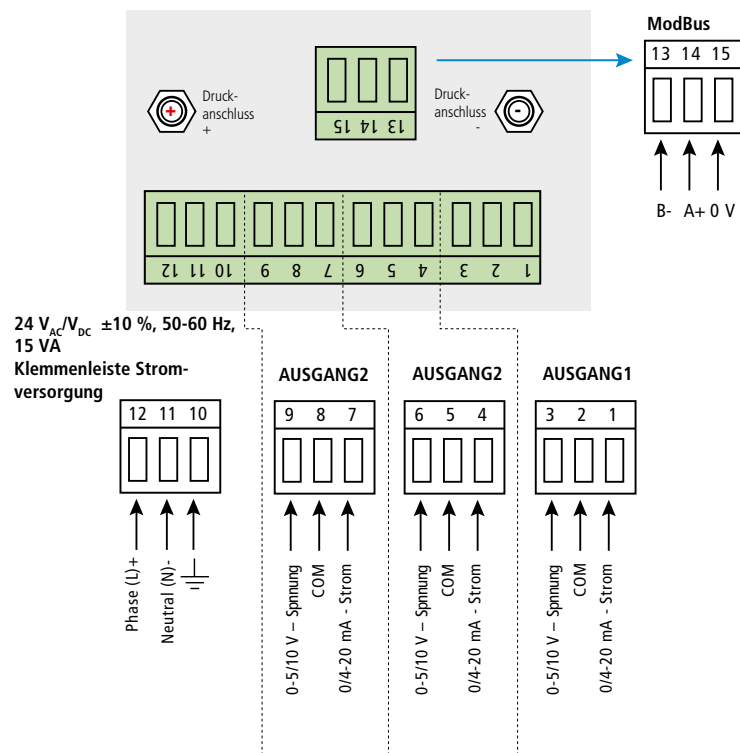 ModBus
13 14 15
B- A+ 0 V
Druck-
anschluss
+
Druck-
anschluss
-
15 14 13
12 11 10 9 8 7 6 5 4 3 2 1
24 VAC/VDC ±10 %, 50-60 Hz,
15 VA
Klemmenleiste Strom-
versorgung
12 11 10
Phase (L)+
Neutral (N)-
AUSGANG2
9 8 7
0-5/10 V – Spnnung
COM
0/4-20 mA - Strom
AUSGANG2
6 5 4
0-5/10 V – Spnnung
COM
0/4-20 mA - Strom
AUSGANG1
3 2 1
0-5/10 V – Spnnung
COM
0/4-20 mA - Strom